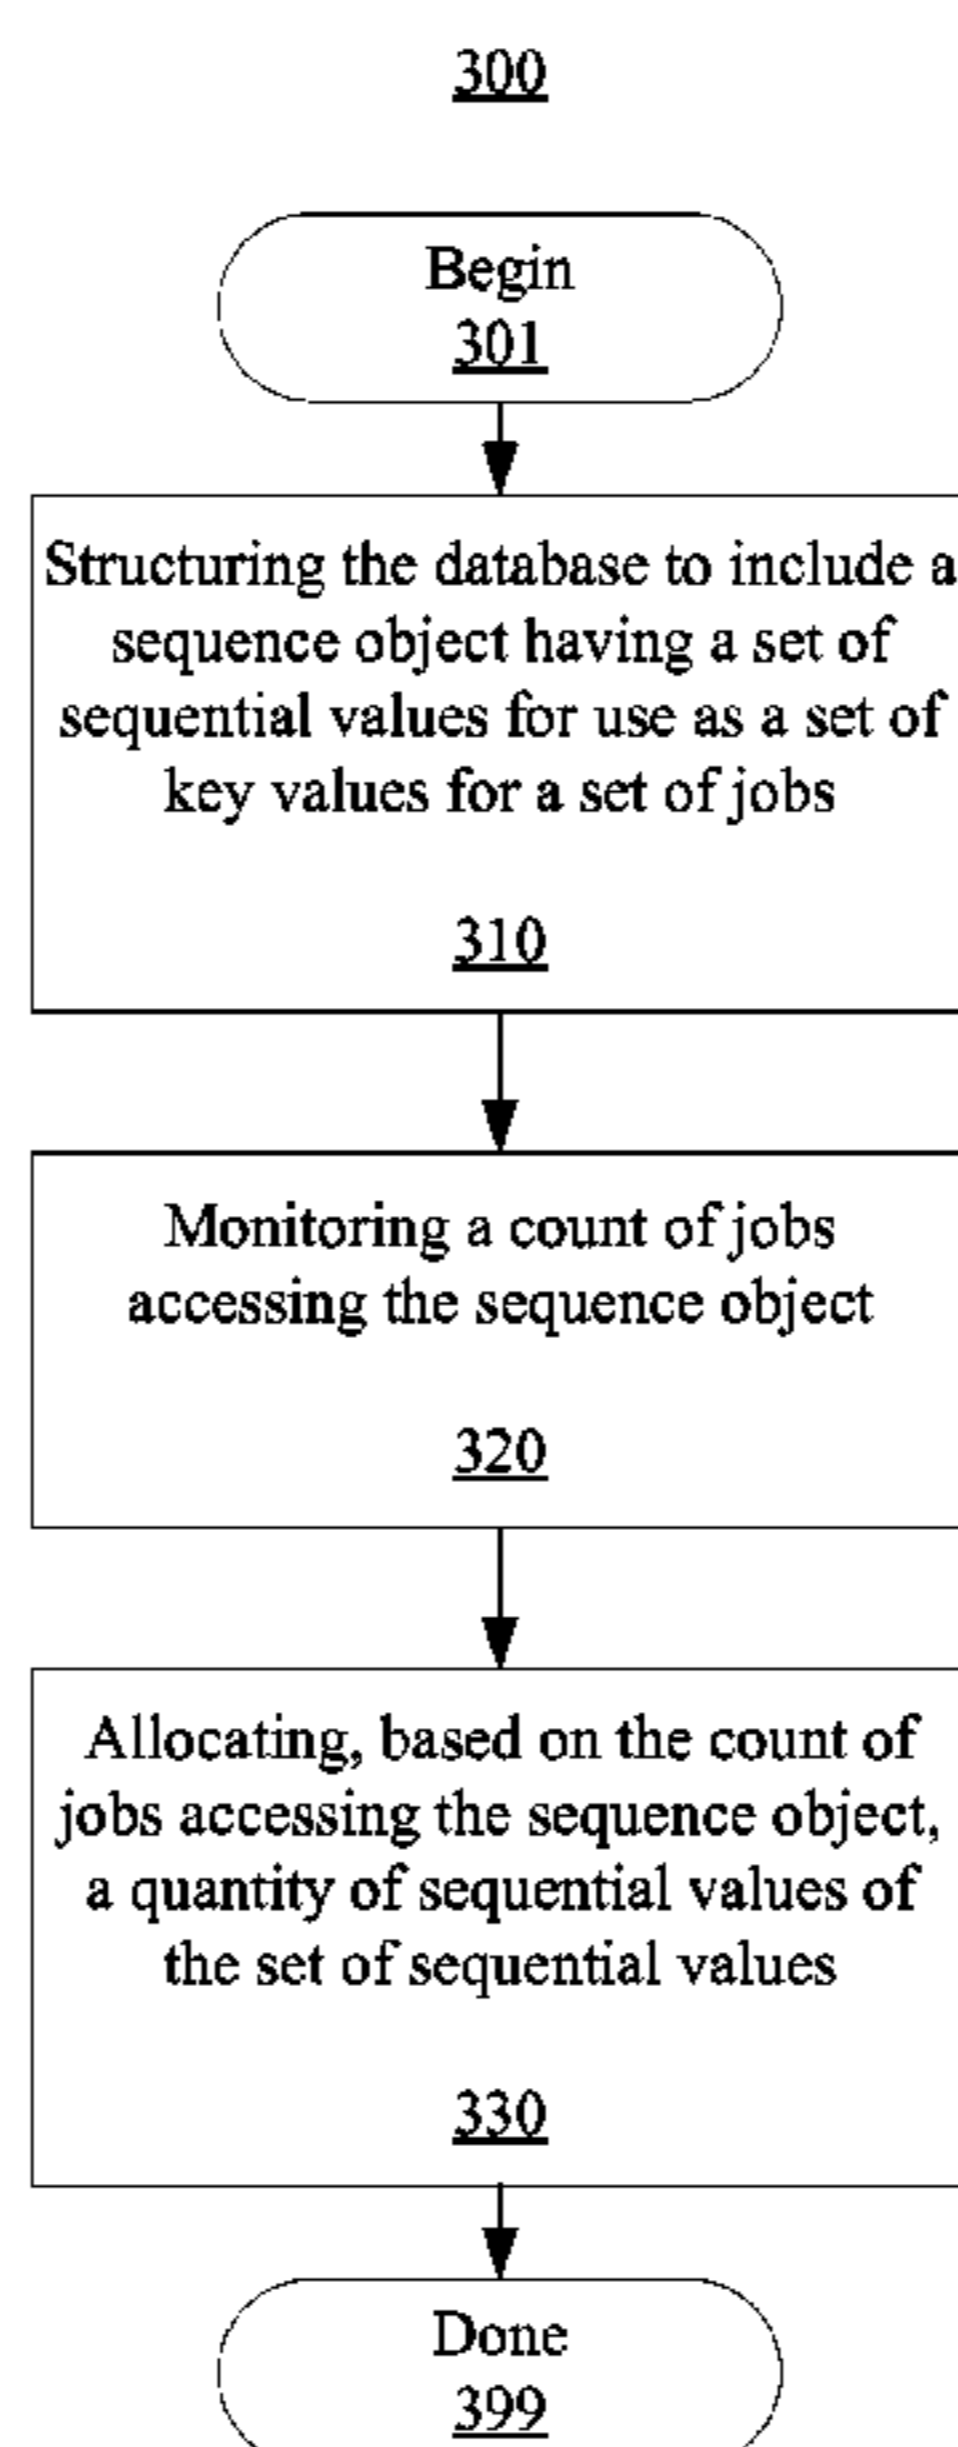 300
Begin
301
Structuring the database to include a
sequence object having a set of
sequential values for use as a set of
key values for a set of jobs
310
Monitoring a count of jobs
accessing the sequence object
320
Allocating, based on the count of
jobs accessing the sequence object,
a quantity of sequential values of
the set of sequential values
330
Done
399